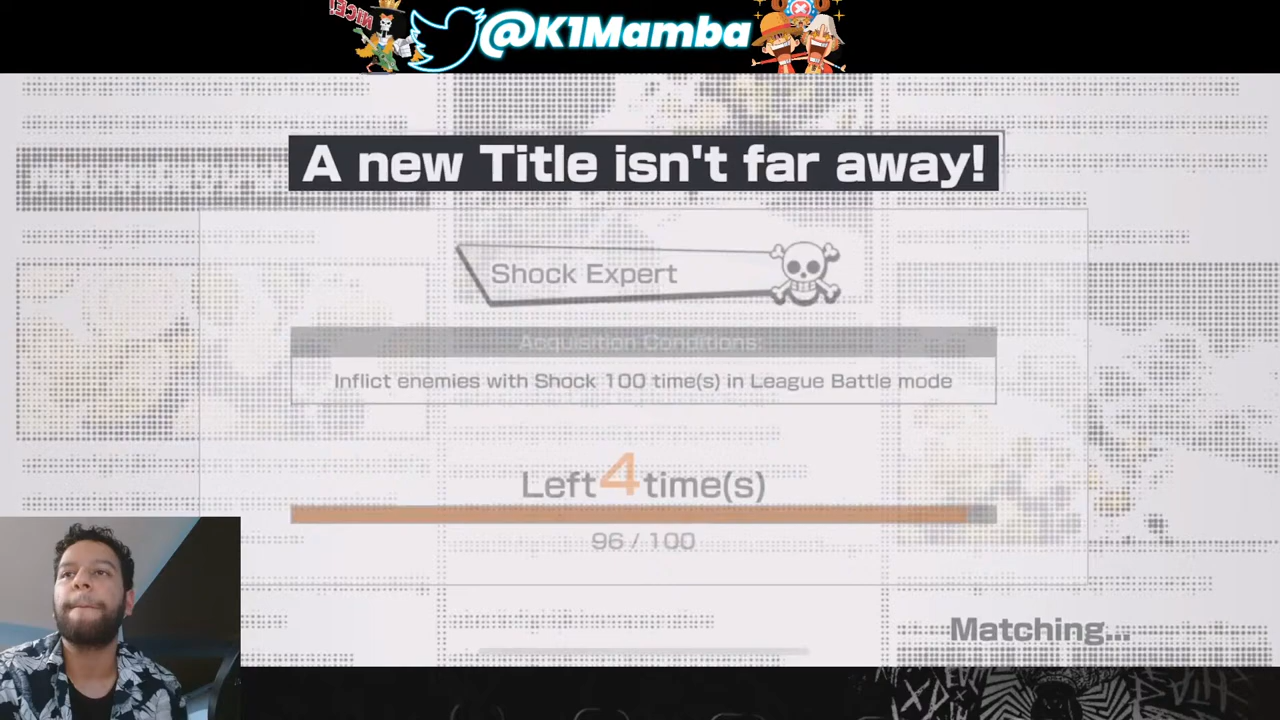 NICE!
@K1Mamba
A new Title isn't far away!
Shock Expert
Acquisition Conditions:
Inflict enemies with Shock 100 time(s) in League Battle mode
Left 4 time(s)
96 / 100
Matching...